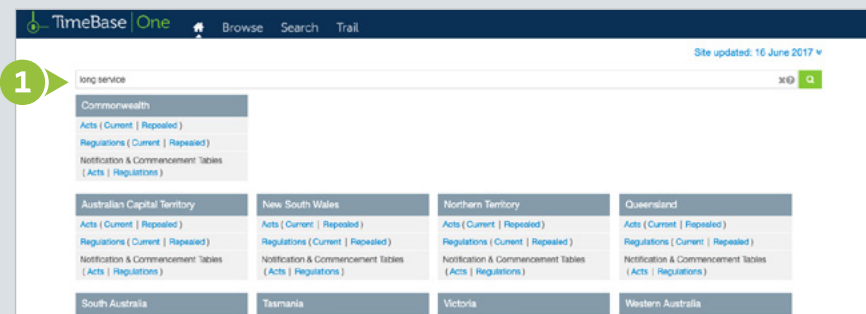 TimeBase One Browse Search Trail
Site updated: 16 June 2017
1 long service
Commonwealth
Acts ( Current | Repealed )
Regulations ( Current | Repealed )
Notification & Commencement Tables
( Acts | Regulations )
Australian Capital Territory New South Wales Northern Territory Queensland
Acts ( Current | Repealed ) Acts ( Current | Repealed ) Acts ( Current | Repealed ) Acts ( Current | Repealed )
Regulations ( Current | Repealed ) Regulations ( Current | Repealed ) Regulations ( Current | Repealed ) Regulations ( Current | Repealed )
Notification & Commencement Tables Notification & Commencement Tables Notification & Commencement Tables Notification & Commencement Tables
( Acts | Regulations ) ( Acts | Regulations ) ( Acts | Regulations ) ( Acts | Regulations )
South Australia Tasmania Victoria Western Australia